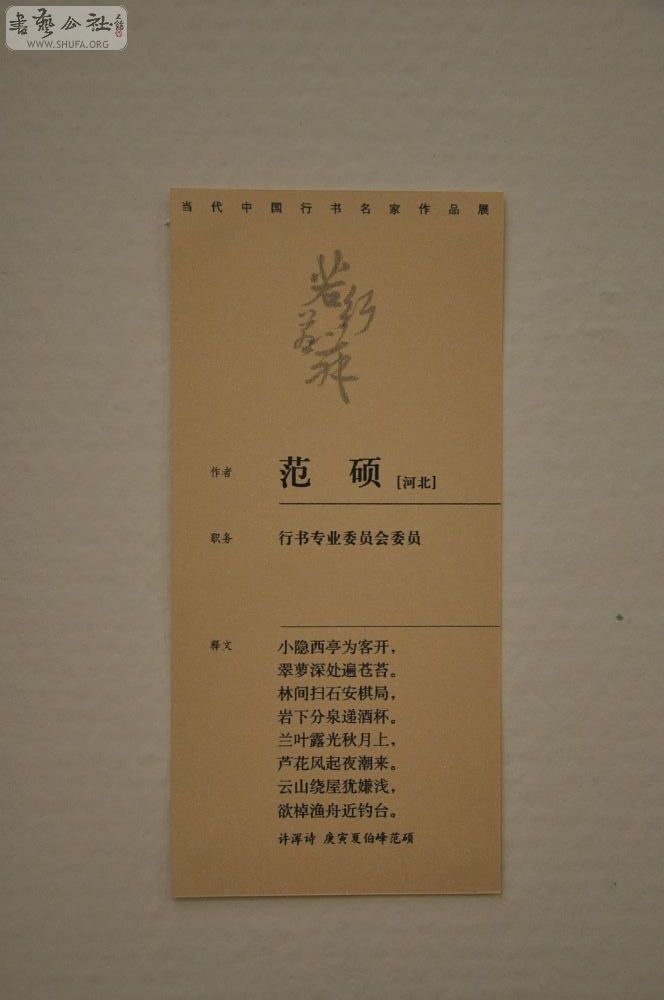 書藝公社
WWW.SHUFA.ORG
当代中国行书名家作品展
作者 范硕 [河北]
职务 行书专业委员会委员
释文 小隐西亭为客开，
翠萝深处遍苍苔。
林间扫石安棋局，
岩下分泉递酒杯。
兰叶露光秋月上，
芦花风起夜潮来。
云山绕屋犹嫌浅，
欲棹渔舟近钓台。
许浑诗 庚寅夏伯峰范硕